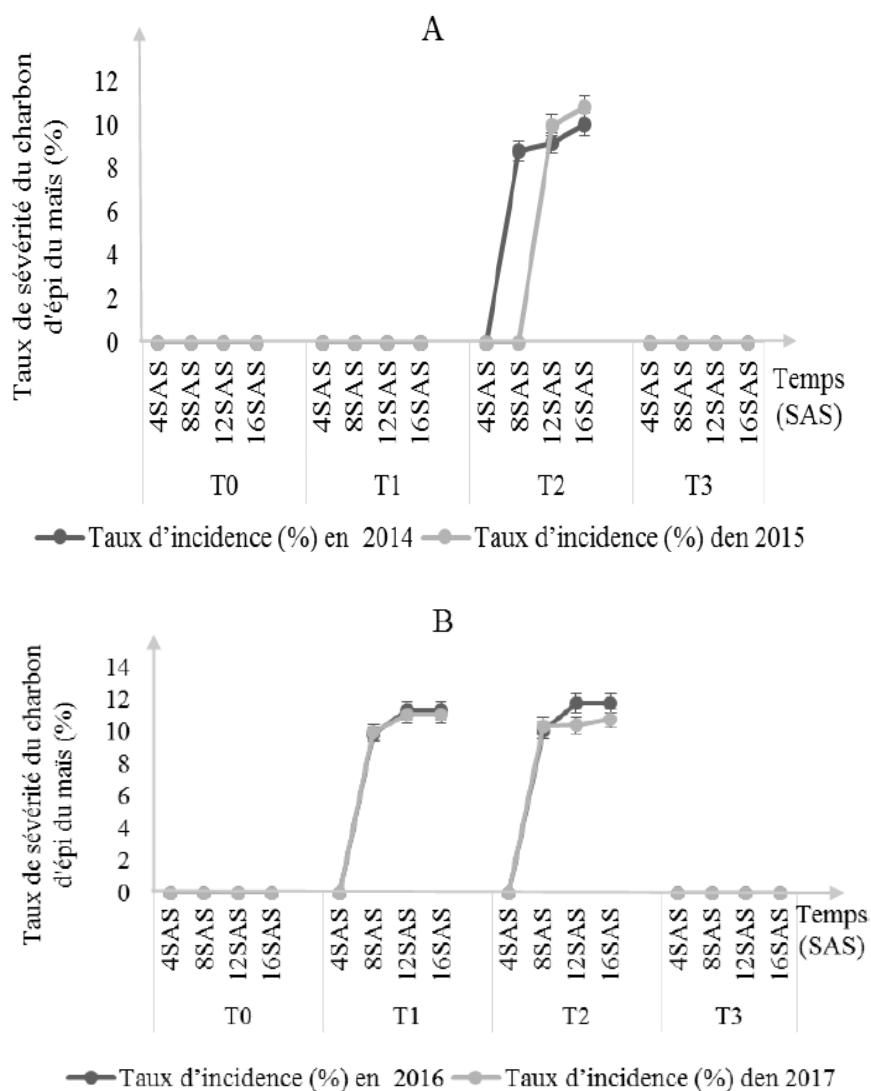 A
Taux de sévérité du charbon
d'épi du maïs (%)
12
10
8
6
4
2
0
4SAS 8SAS 12SAS 16SAS 4SAS 8SAS 12SAS 16SAS 4SAS 8SAS 12SAS 16SAS 4SAS 8SAS 12SAS 16SAS
Temps
(SAS)
T0 T1 T2 T3
Taux d’incidence (%) en 2014 Taux d’incidence (%) den 2015
B
Taux de sévérité du charbon
d'épi du maïs (%)
14
12
10
8
6
4
2
0
4SAS 8SAS 12SAS 16SAS 4SAS 8SAS 12SAS 16SAS 4SAS 8SAS 12SAS 16SAS 4SAS 8SAS 12SAS 16SAS
Temps
(SAS)
T0 T1 T2 T3
Taux d’incidence (%) en 2016 Taux d’incidence (%) den 2017